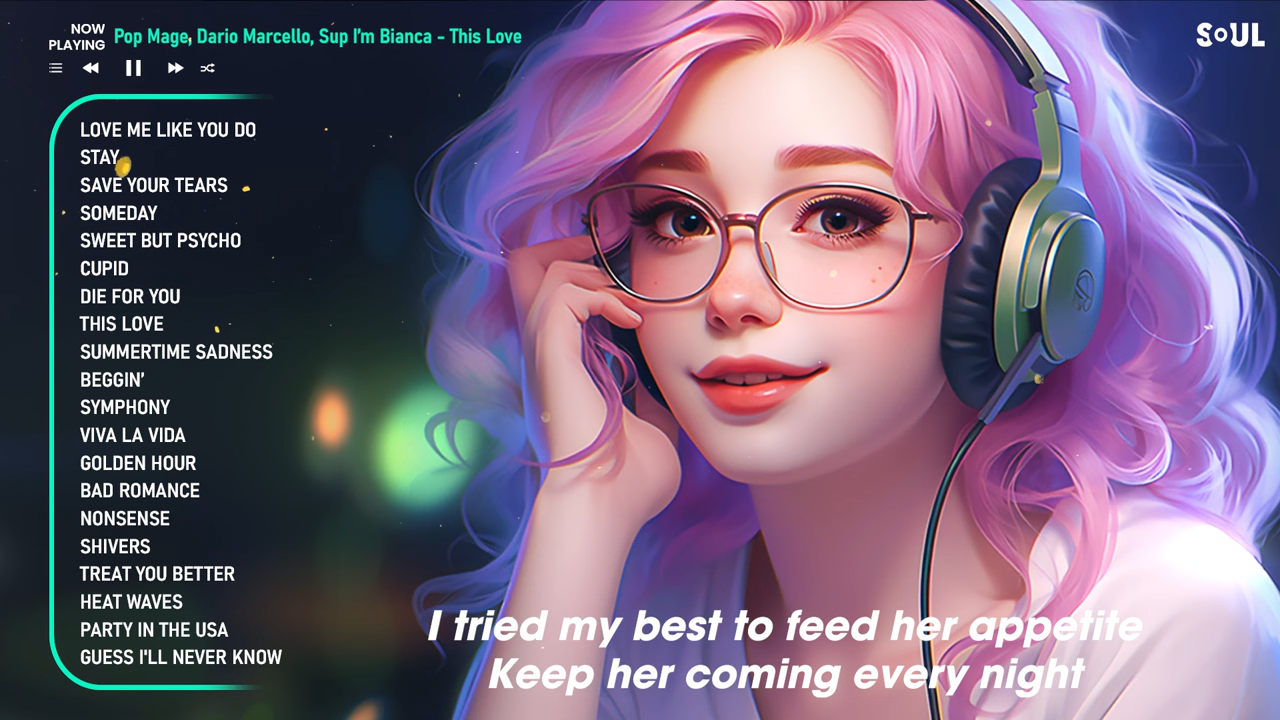 NOW
PLAYING
Pop Mage, Dario Marcello, Sup I'm Bianca - This Love
SOUL
LOVE ME LIKE YOU DO
STAY
SAVE YOUR TEARS
SOMEDAY
SWEET BUT PSYCHO
CUPID
DIE FOR YOU
THIS LOVE
SUMMERTIME SADNESS
BEGGIN'
SYMPHONY
VIVA LA VIDA
GOLDEN HOUR
BAD ROMANCE
NONSENSE
SHIVERS
TREAT YOU BETTER
HEAT WAVES
PARTY IN THE USA
GUESS I'LL NEVER KNOW
I tried my best to feed her appetite
Keep her coming every night